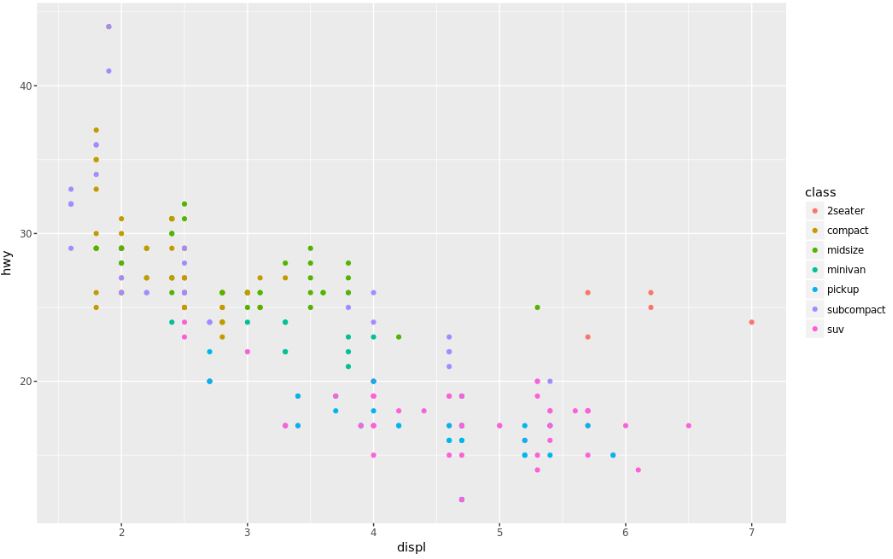 40
30
20
hwy
2 3 4 5 6 7
displ
class
2seater
compact
midsize
minivan
pickup
subcompact
suv